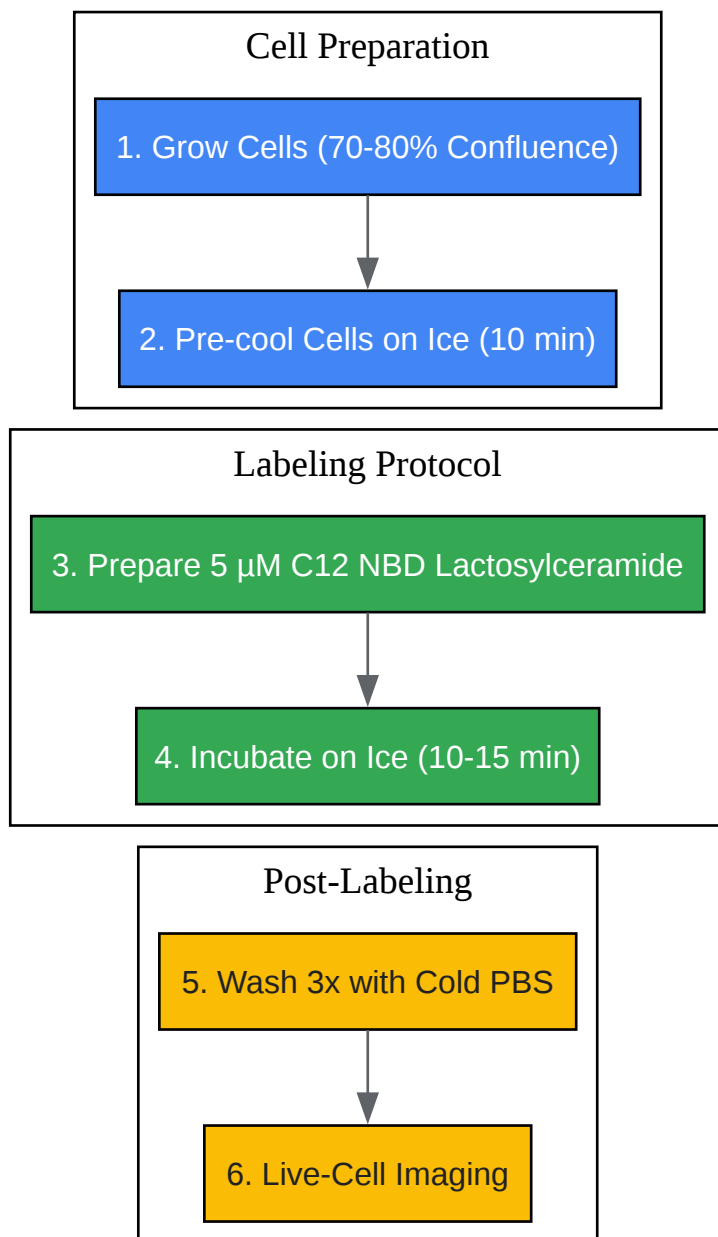 Cell Preparation
1. Grow Cells (70-80% Confluence)
2. Pre-cool Cells on Ice (10 min)
Labeling Protocol
3. Prepare 5 µM C12 NBD Lactosylceramide
4. Incubate on Ice (10-15 min)
Post-Labeling
5. Wash 3x with Cold PBS
6. Live-Cell Imaging